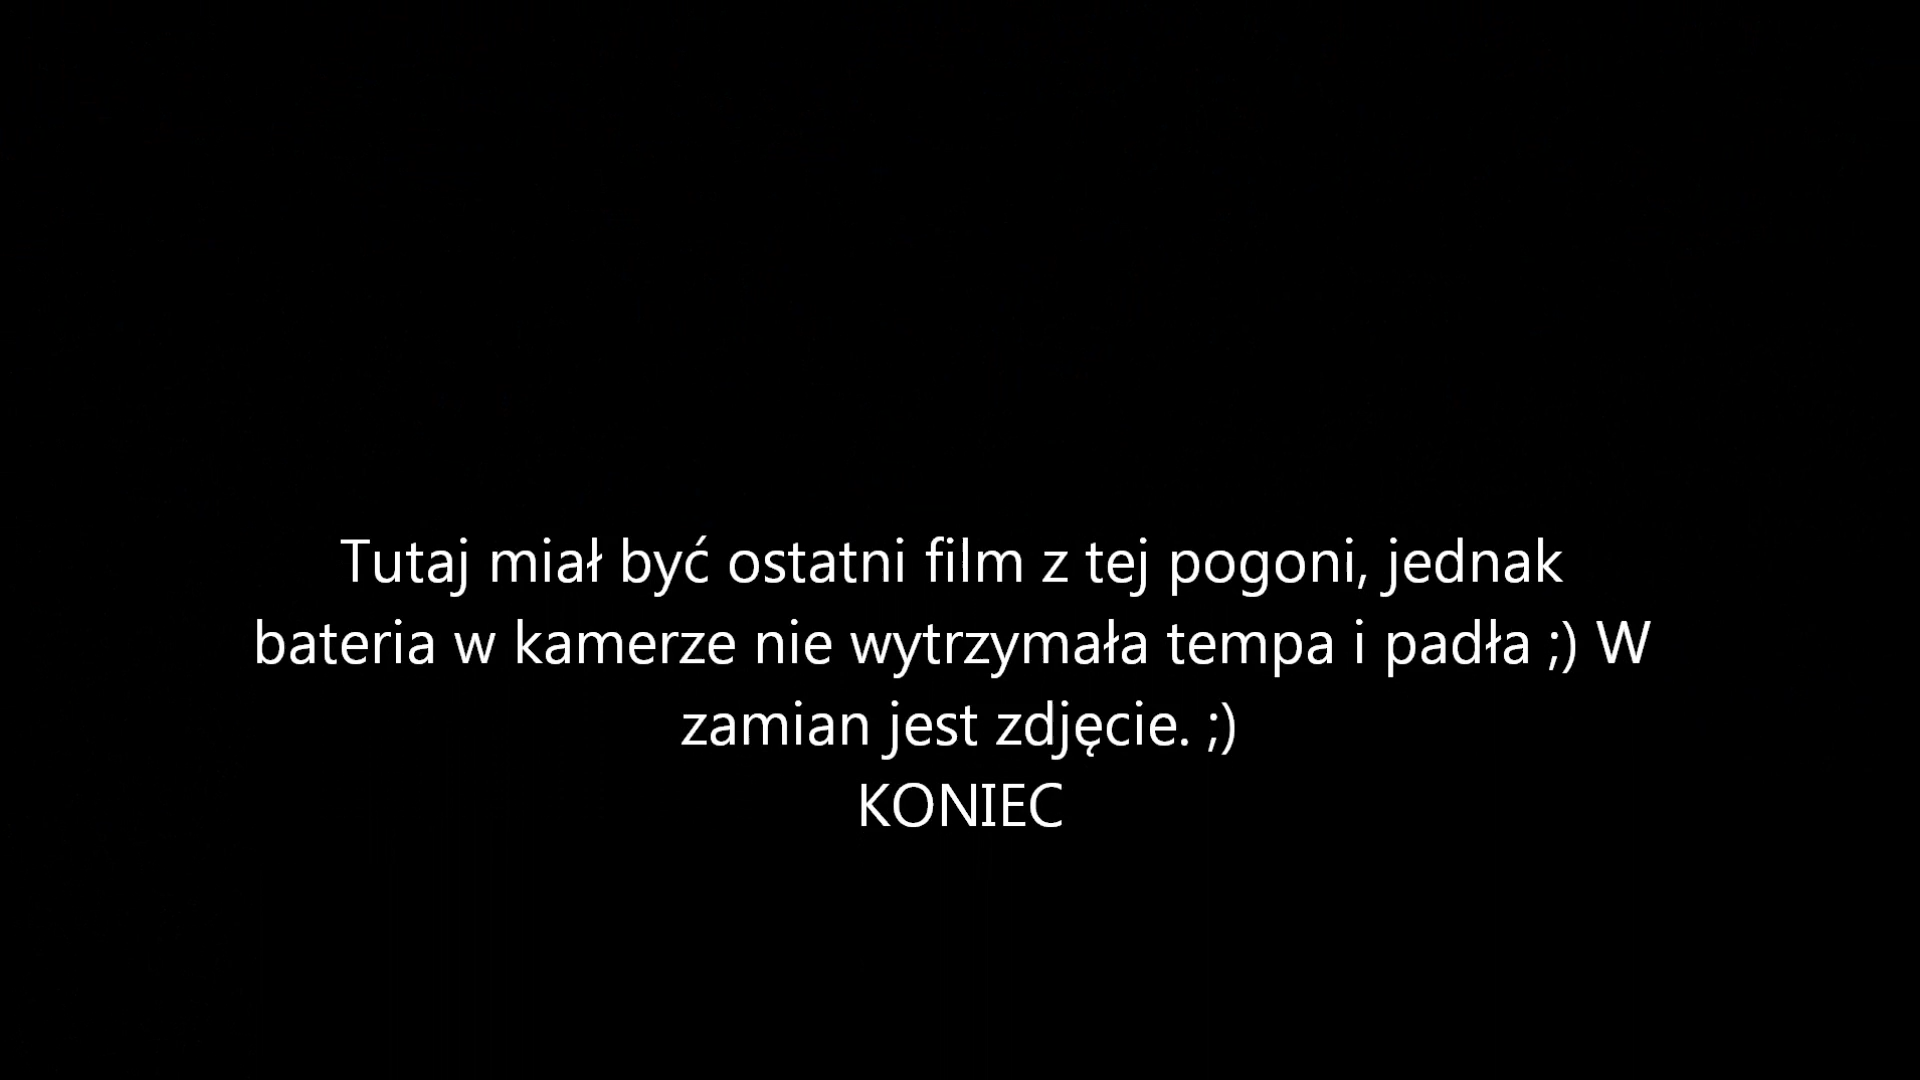 Tutaj miał być ostatni film z tej pogoni, jednak
bateria w kamerze nie wytrzymała tempa i padła ;) W
zamian jest zdjęcie. ;)
KONIEC